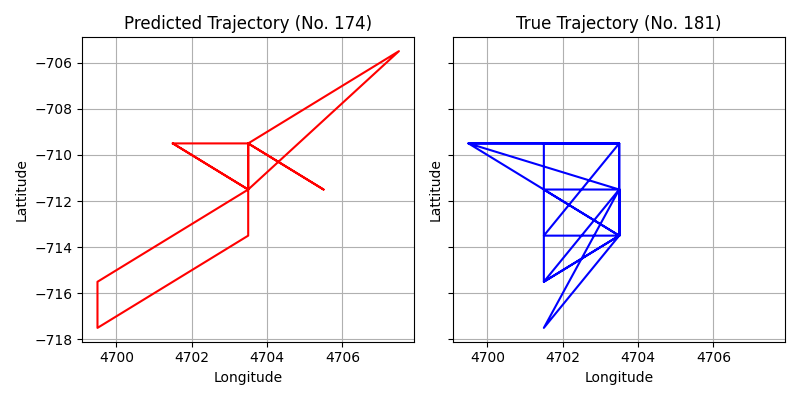 Predicted Trajectory (No. 174)
True Trajectory (No. 181)
−706
−708
−710
−712
−714
−716
−718
Lattitude
Lattitude
4700 4702 4704 4706
4700 4702 4704 4706
Longitude
Longitude